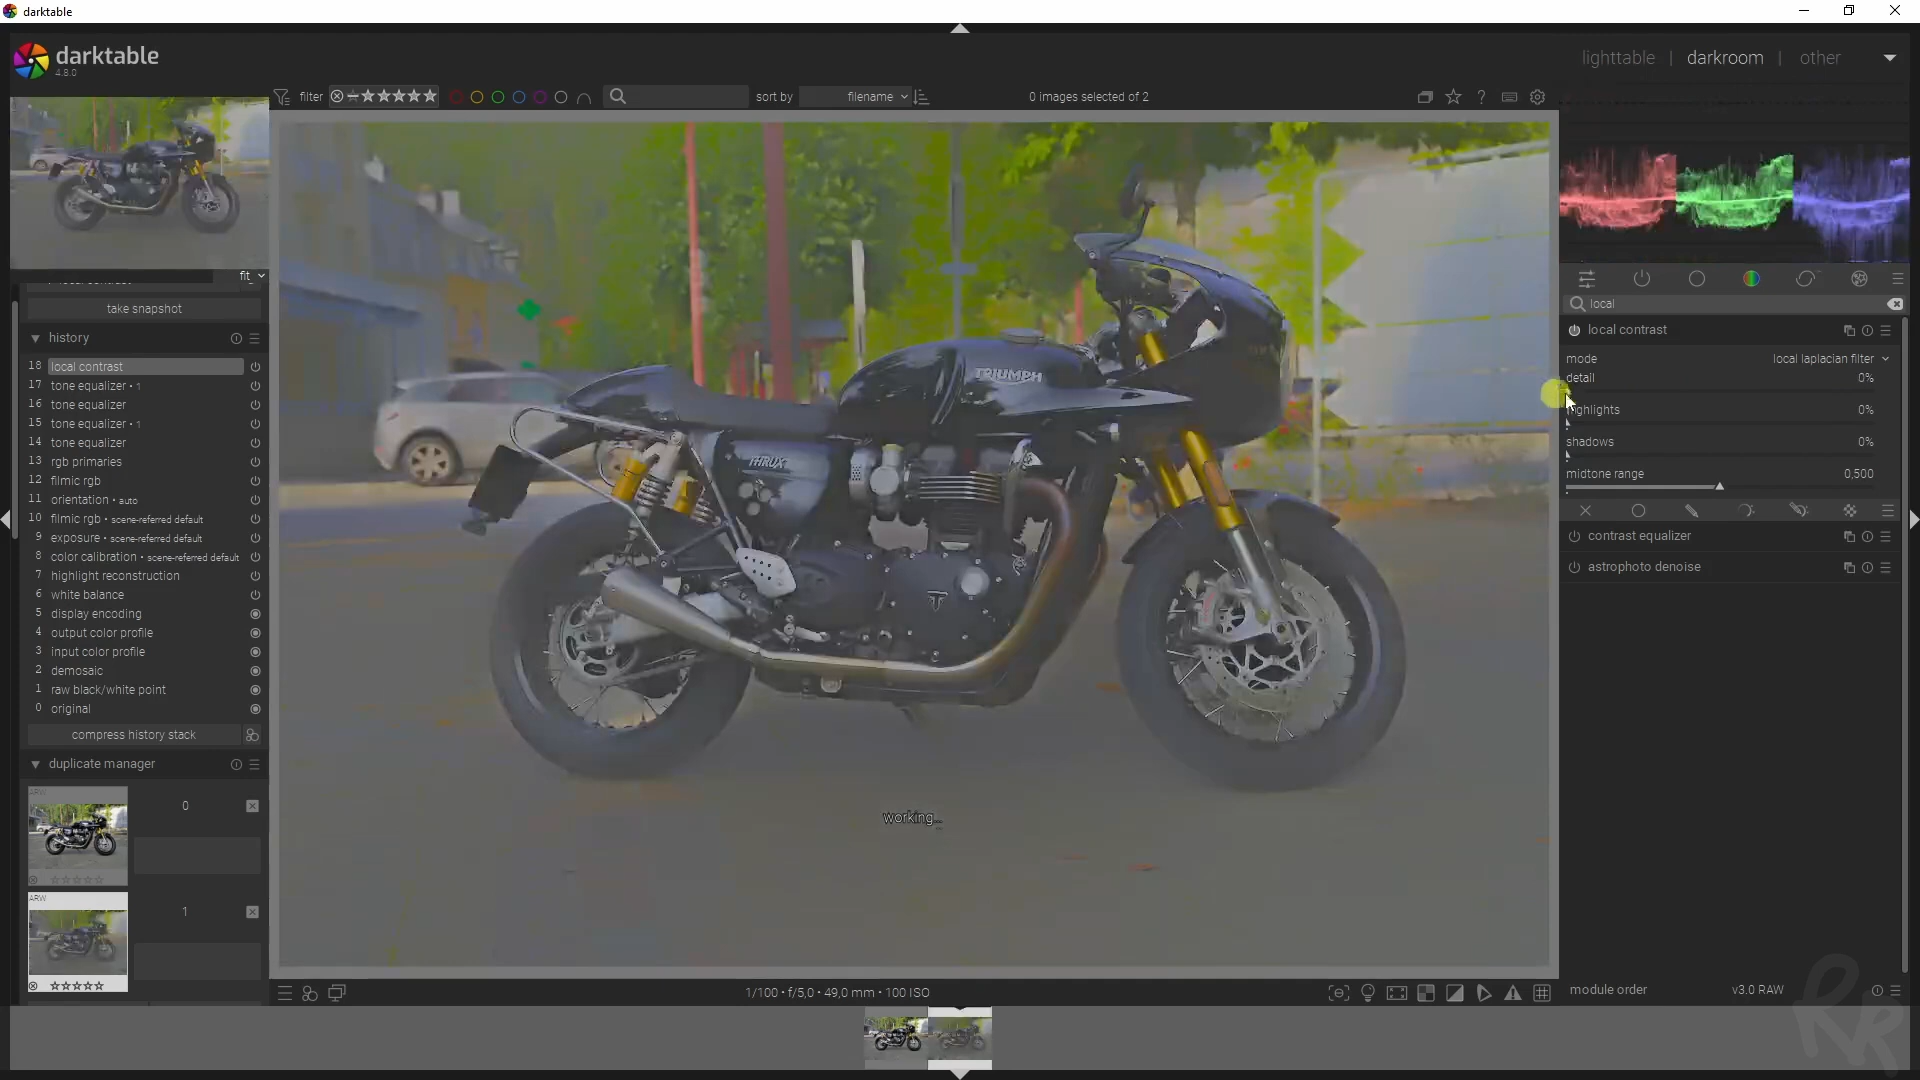 darktable
darktable
4.8.0
lighttable | darkroom | other
filter
sort by filename
0 images selected of 2
fit
take snapshot
history
18 local contrast
17 tone equalizer • 1
16 tone equalizer
15 tone equalizer • 1
14 tone equalizer
13 rgb primaries
12 filmic rgb
11 orientation • auto
10 filmic rgb • scene-referred default
9 exposure • scene-referred default
8 color calibration • scene-referred default
7 highlight reconstruction
6 white balance
5 display encoding
4 output color profile
3 input color profile
2 demosaic
1 raw black/white point
0 original
compress history stack
duplicate manager
ARW
0
ARW
1
TRIUMPH
THRUX
working...
1/100 • f/5,0 • 49,0 mm • 100 ISO
local
local contrast
mode local laplacian filter
detail 0%
highlights 0%
shadows 0%
midtone range 0,500
contrast equalizer
astrophoto denoise
module order v3.0 RAW
RR